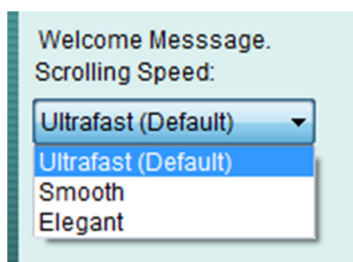 Welcome Messsage.
Scrolling Speed:
Ultrafast (Default)
Ultrafast (Default)
Smooth
Elegant